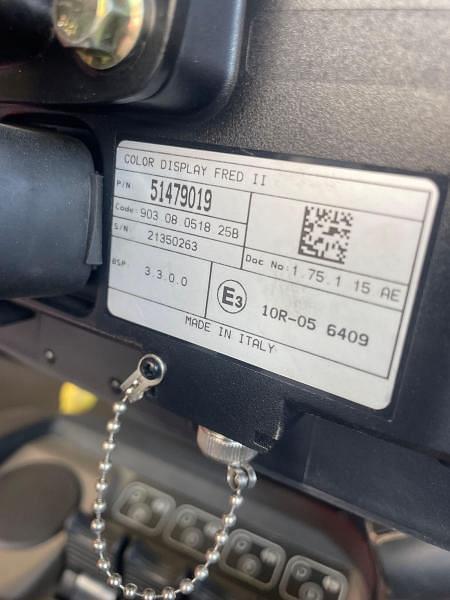 COLOR DISPLAY FRED II
P/N 51479019
Code: 903 08 0518 25B
S/N 21350263
Doc No: 1.75.1 15 AE
BSP 3.3.0.0
E3 10R-05 6409
MADE IN ITALY